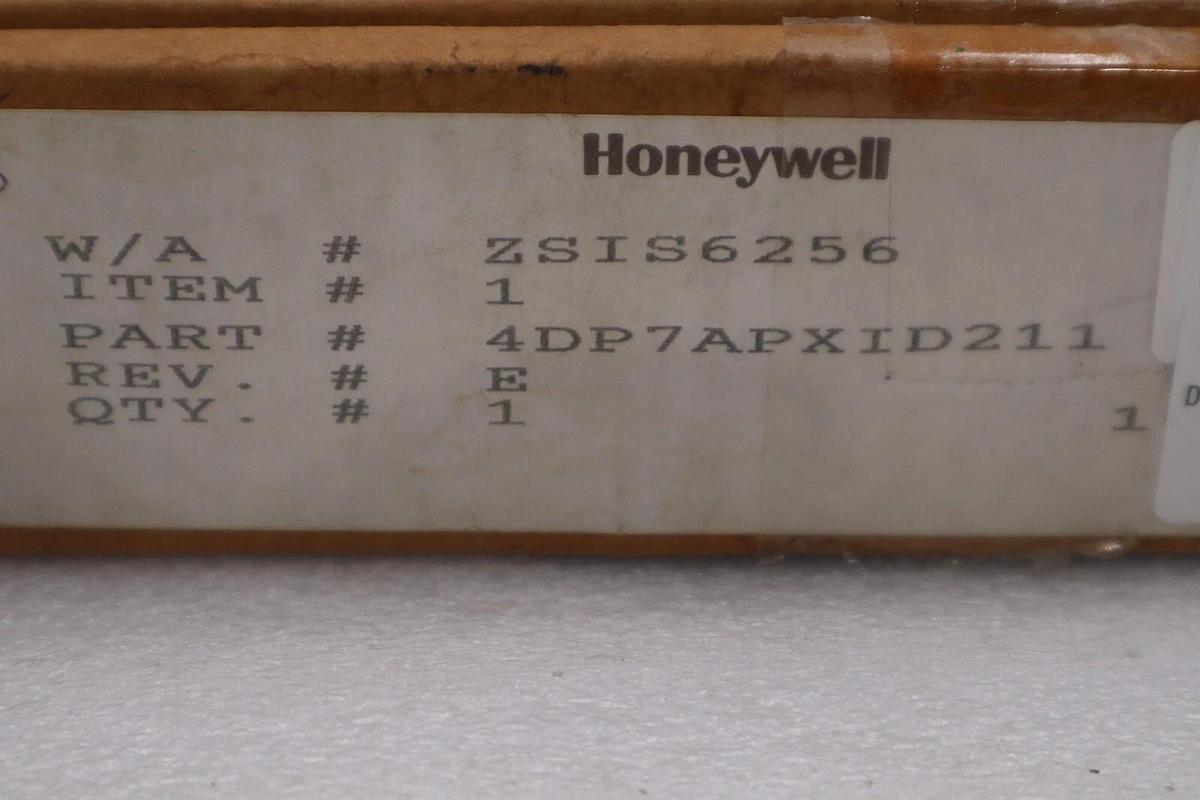 Honeywell
W/A # ZSIS6256
ITEM # 1
PART # 4DP7APXID211
REV. # E
QTY. # 1 1
D